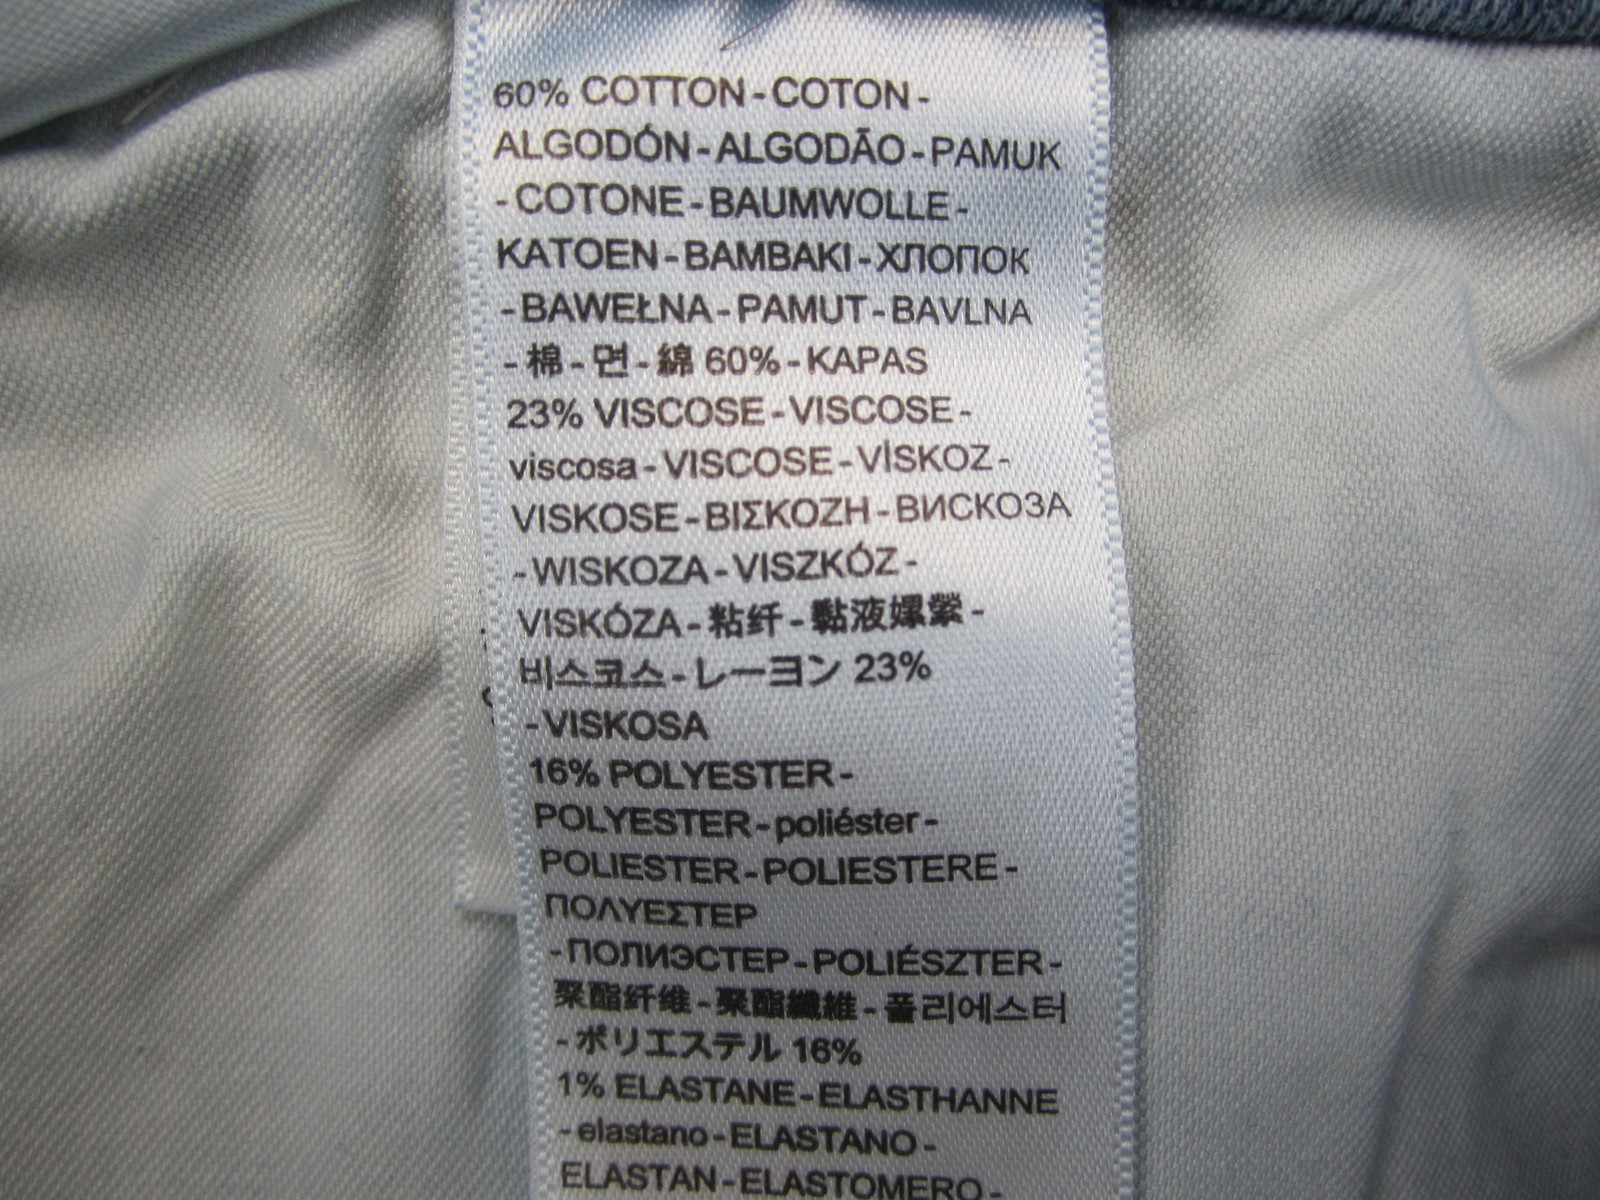 60% COTTON - COTON -
ALGODÓN - ALGODÃO - PAMUK
- COTONE - BAUMWOLLE -
KATOEN - BAMBAKI - ХЛОПОК
- BAWEŁNA - PAMUT - BAVLNA
- 棉 - 면 - 綿 60% - KAPAS
23% VISCOSE - VISCOSE -
viscosa - VISCOSE - VİSKOZ -
VISKOSE - ΒΙΣΚΟΖΗ - ВИСКОЗА
- WISKOZA - VISZKÓZ -
VISKÓZA - 粘纤 - 黏液嫘縈 -
비스코스 - レーヨン 23%
- VISKOSA
16% POLYESTER -
POLYESTER - poliéster -
POLIESTER - POLIESTERE -
ΠΟΛΥΕΣΤΕΡ
- ПОЛИЭСТЕР - POLIÉSZTER -
聚酯纤维 - 聚酯纖維 - 폴리에스터
- ポリエステル 16%
1% ELASTANE - ELASTHANNE
- elastano - ELASTANO -
ELASTAN - ELASTOMERO -